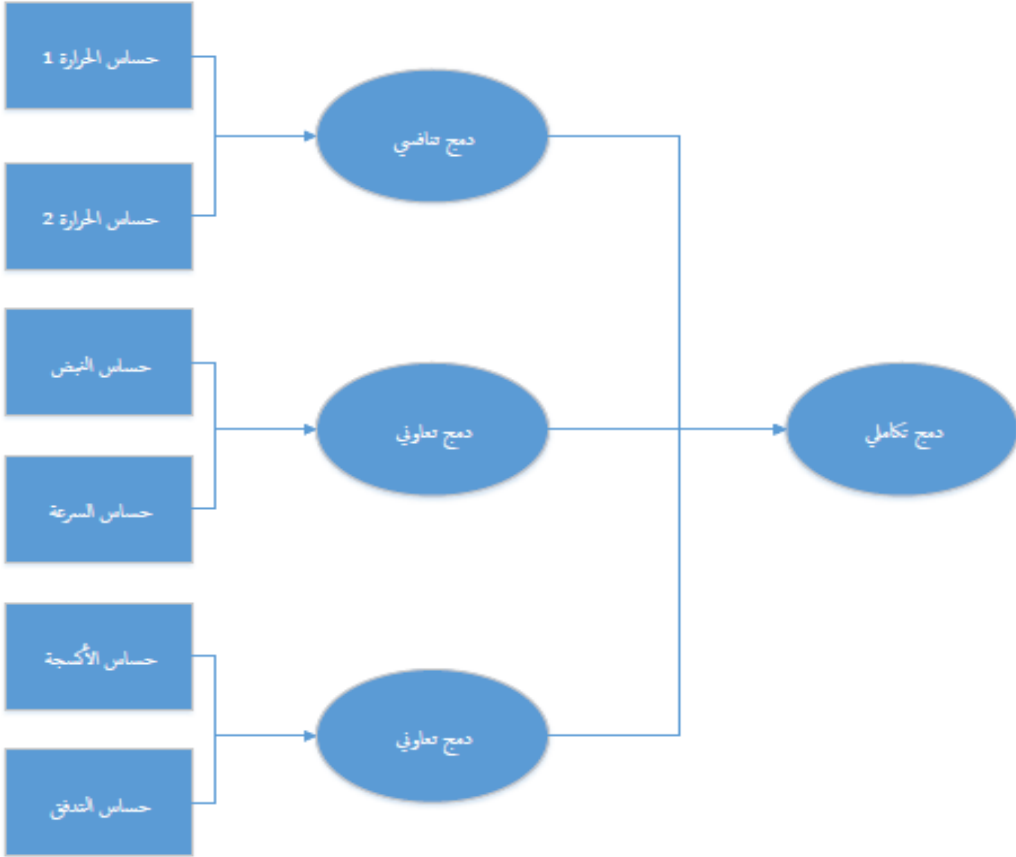 حساس الحرارة 1
دمج تنافسي
حساس الحرارة 2
حساس النبض
دمج تعاوني
دمج تكاملي
حساس السرعة
حساس الأكسجة
دمج تعاوني
حساس التدفق